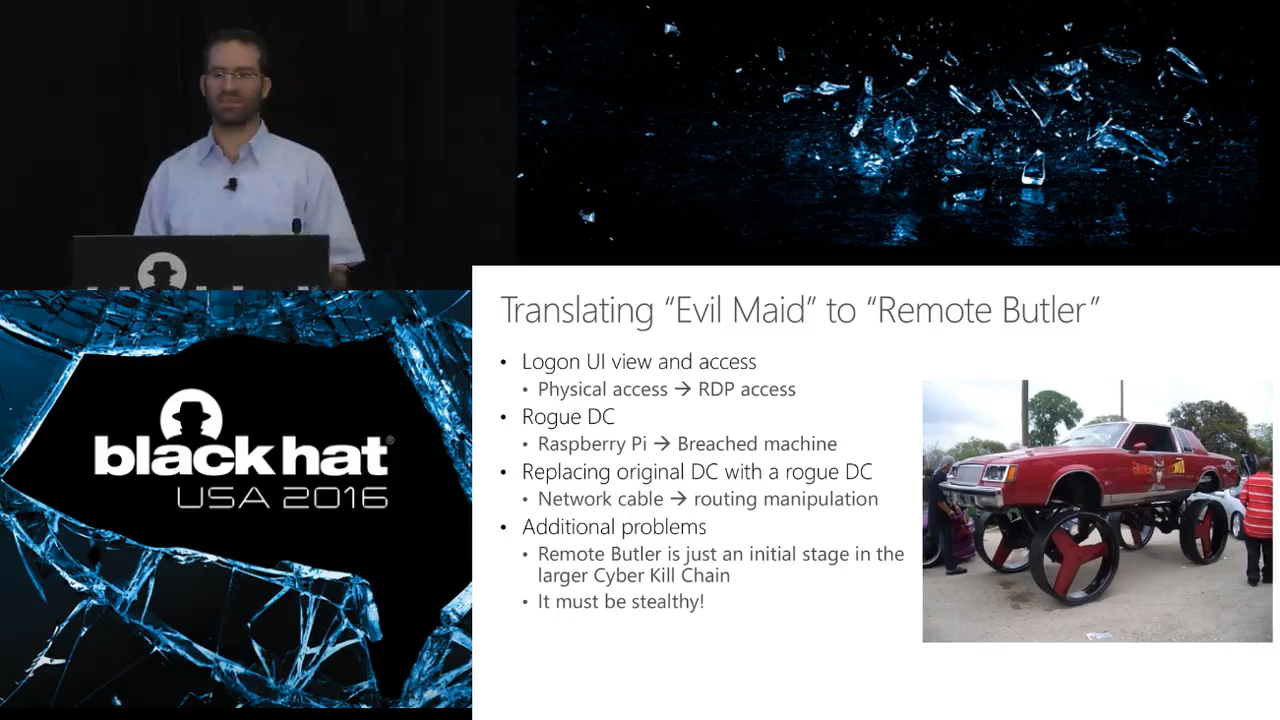 Translating “Evil Maid” to “Remote Butler”
• Logon UI view and access
• Physical access → RDP access
• Rogue DC
• Raspberry Pi → Breached machine
• Replacing original DC with a rogue DC
• Network cable → routing manipulation
• Additional problems
• Remote Butler is just an initial stage in the
larger Cyber Kill Chain
• It must be stealthy!
black hat®
USA 2016